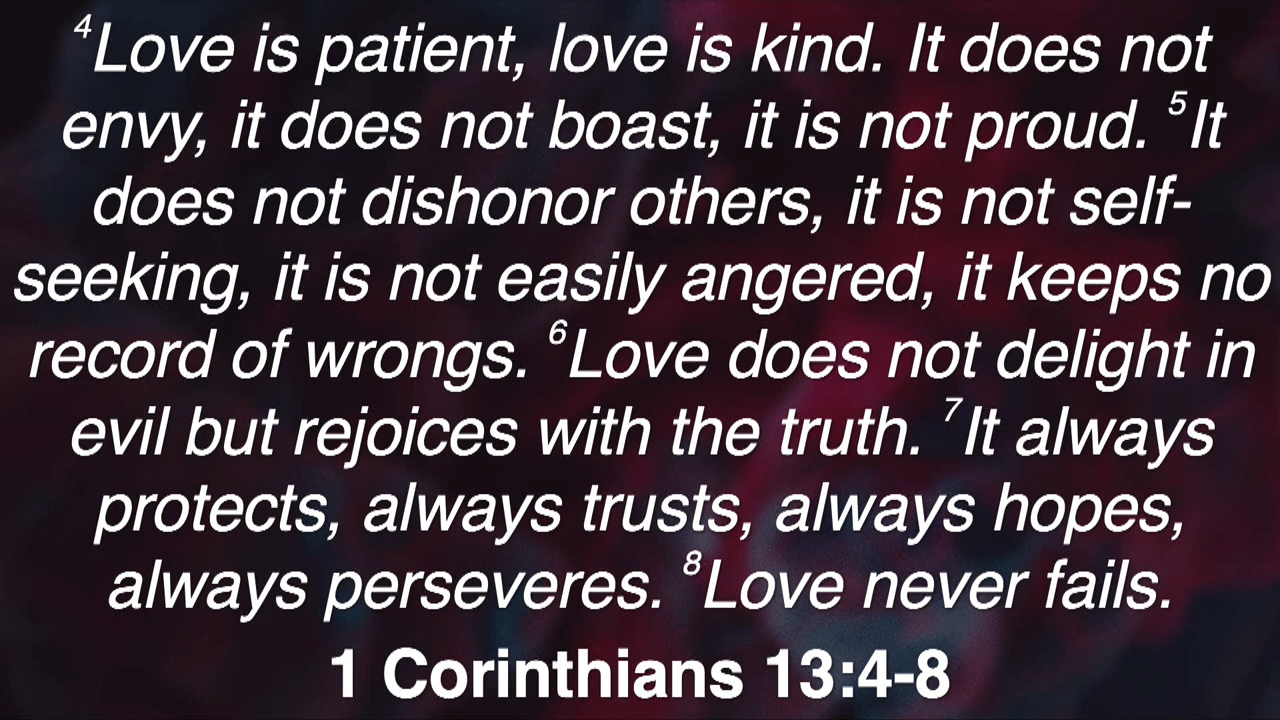 ⁴Love is patient, love is kind. It does not
envy, it does not boast, it is not proud. ⁵It
does not dishonor others, it is not self-
seeking, it is not easily angered, it keeps no
record of wrongs. ⁶Love does not delight in
evil but rejoices with the truth. ⁷It always
protects, always trusts, always hopes,
always perseveres. ⁸Love never fails.
1 Corinthians 13:4-8